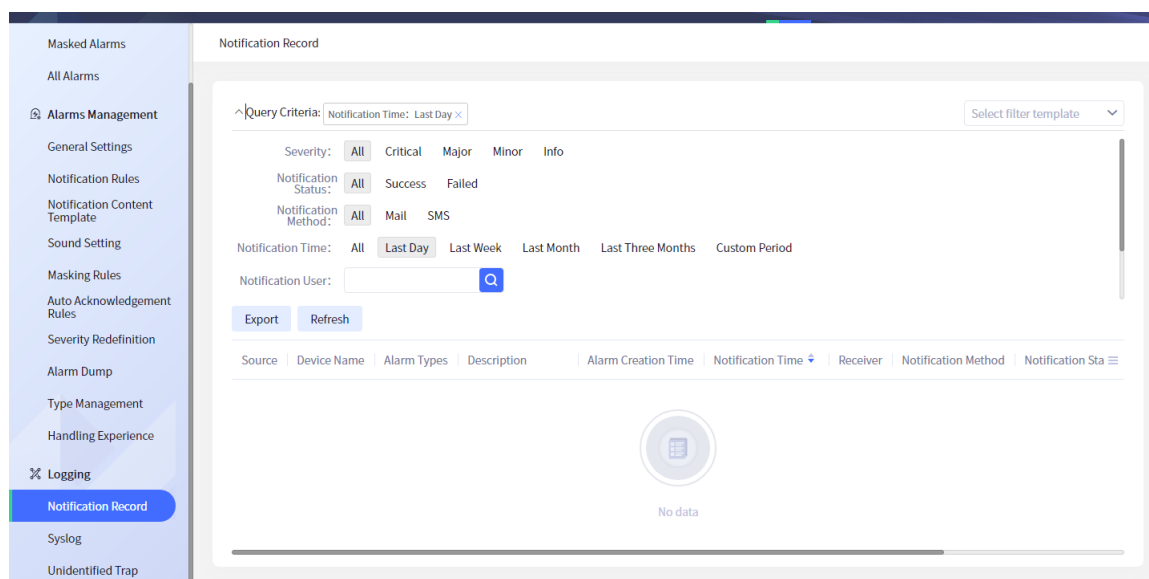 Masked Alarms
All Alarms
Alarms Management
General Settings
Notification Rules
Notification Content
Template
Sound Setting
Masking Rules
Auto Acknowledgement
Rules
Severity Redefinition
Alarm Dump
Type Management
Handling Experience
Logging
Notification Record
Syslog
Unidentified Trap
Notification Record
Query Criteria: Notification Time: Last Day ×
Select filter template
Severity: All Critical Major Minor Info
Notification
Status: All Success Failed
Notification
Method: All Mail SMS
Notification Time: All Last Day Last Week Last Month Last Three Months Custom Period
Notification User:
Export Refresh
Source Device Name Alarm Types Description Alarm Creation Time Notification Time Receiver Notification Method Notification Sta
No data